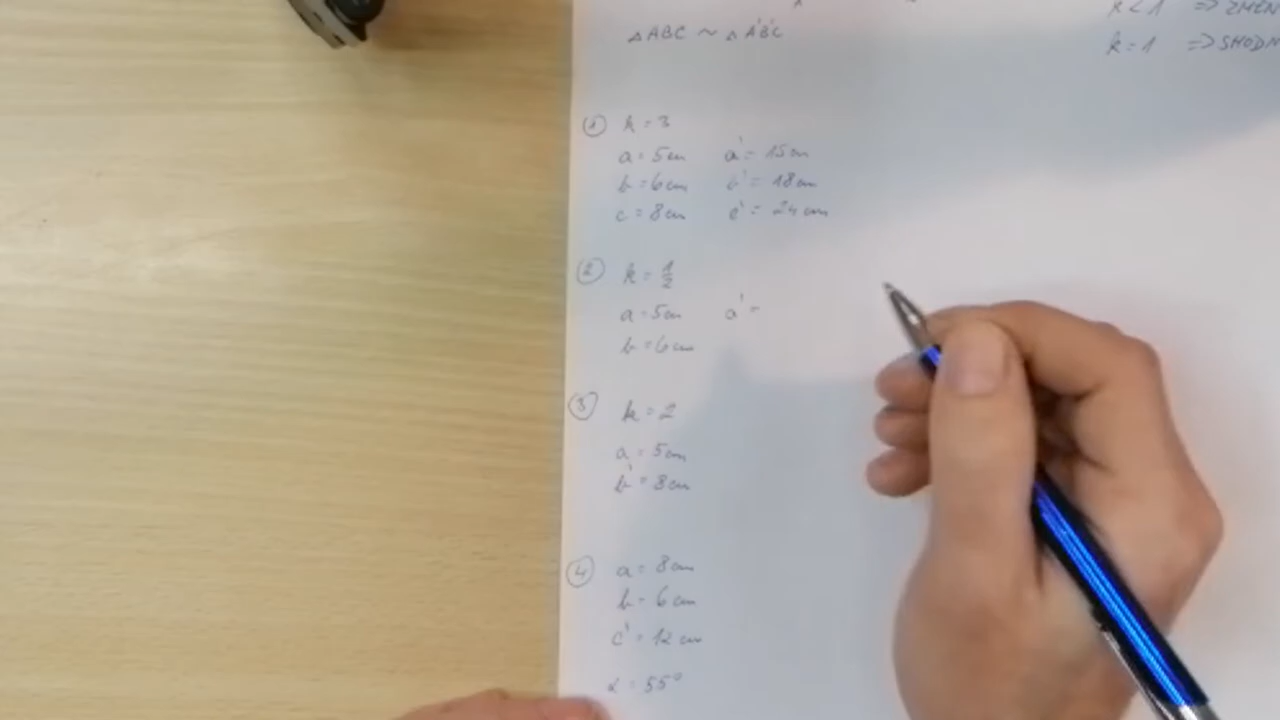 △ABC ~ △A'B'C'
k < 1 => ZMEN
k = 1 => SHODN
① k = 3
a = 5cm a' = 15cm
b = 6cm b' = 18cm
c = 8cm c' = 24cm
② k = 1/2
a = 5cm a' =
b = 6cm
③ k = 2
a = 5cm
b' = 8cm
④ a = 8cm
b = 6cm
c' = 12cm
α = 55°